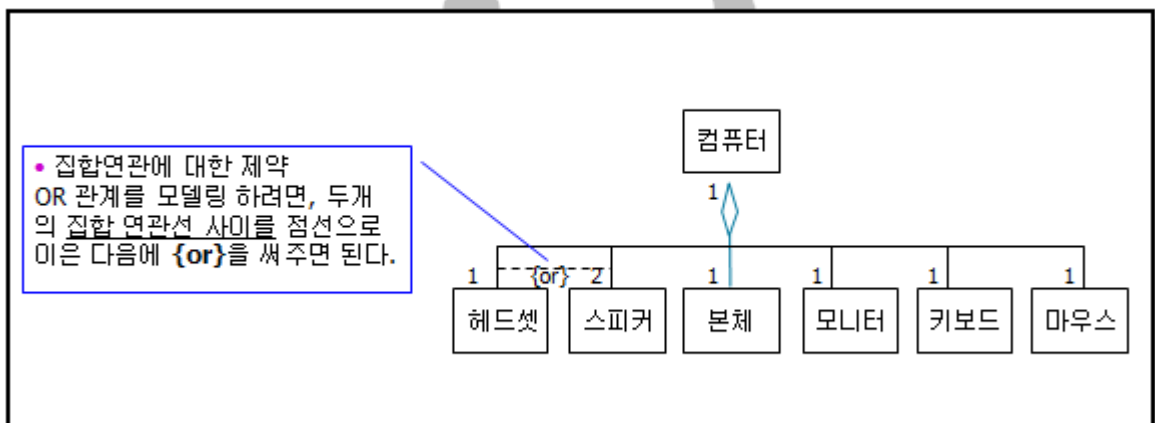 컴퓨터
• 집합연관에 대한 제약
OR 관계를 모델링 하려면, 두개
의 집합 연관선 사이를 점선으로
이은 다음에 {or}을 써주면 된다.
1
1 {or} 2 1 1 1 1
헤드셋 스피커 본체 모니터 키보드 마우스